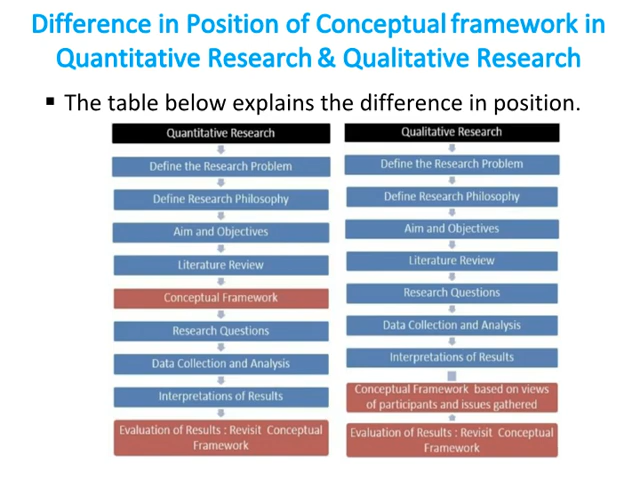 Difference in Position of Conceptual framework in
Quantitative Research & Qualitative Research
▪ The table below explains the difference in position.
Quantitative Research
Define the Research Problem
Define Research Philosophy
Aim and Objectives
Literature Review
Conceptual Framework
Research Questions
Data Collection and Analysis
Interpretations of Results
Evaluation of Results : Revisit Conceptual
Framework
Qualitative Research
Define the Research Problem
Define Research Philosophy
Aim and Objectives
Literature Review
Research Questions
Data Collection and Analysis
Interpretations of Results
Conceptual Framework based on views
of participants and issues gathered
Evaluation of Results : Revisit Conceptual
Framework